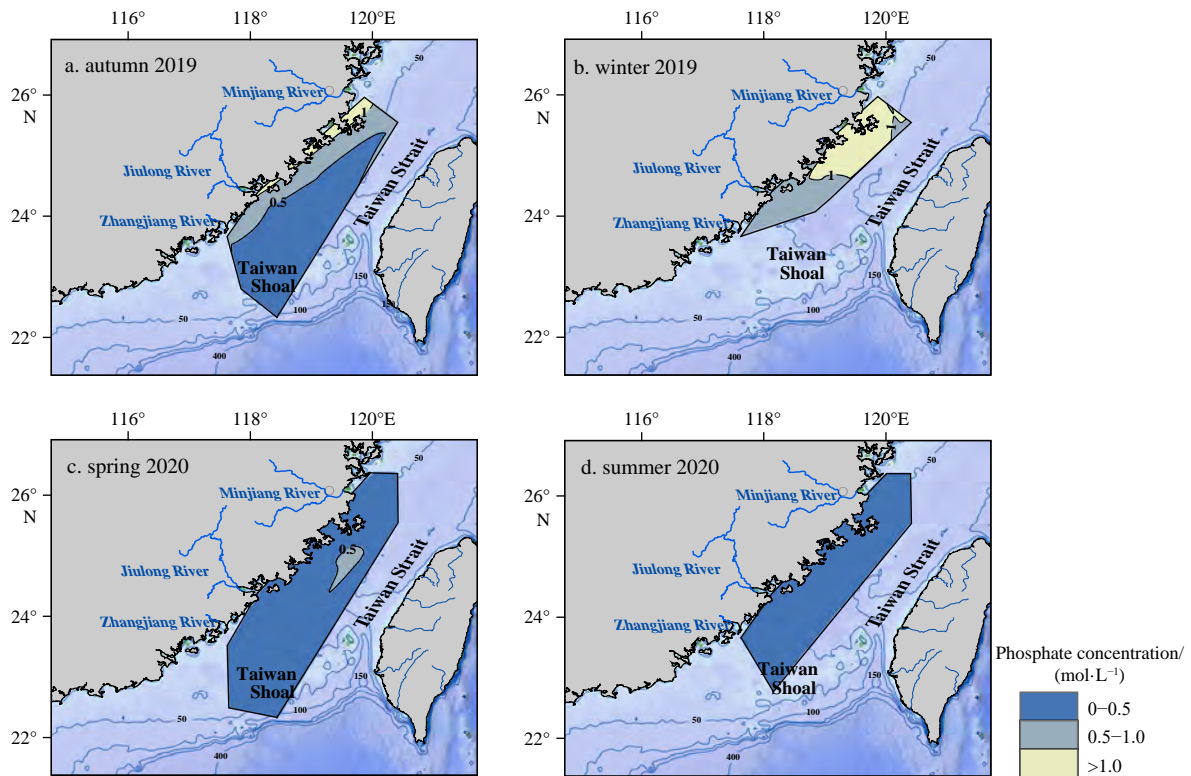 116°
118°
120°E
116°
118°
120°E
a. autumn 2019
50
Minjiang River
1
26°
N
Jiulong River
0.5
Zhangjiang River
24°
Taiwan Strait
Taiwan
Shoal
150
150
100
50
400
22°
b. winter 2019
50
Minjiang River
1
1
26°
N
Jiulong River
Zhangjiang River
24°
Taiwan Strait
Taiwan
Shoal
150
100
50
400
22°
116°
118°
120°E
116°
118°
120°E
c. spring 2020
50
Minjiang River
26°
N
0.5
Jiulong River
Zhangjiang River
24°
Taiwan Strait
Taiwan
Shoal
150
100
50
400
22°
d. summer 2020
50
Minjiang River
26°
N
Jiulong River
Zhangjiang River
24°
Taiwan Strait
Taiwan
Shoal
150
100
50
400
22°
Phosphate concentration/
(mol·L⁻¹)
0−0.5
0.5−1.0
>1.0